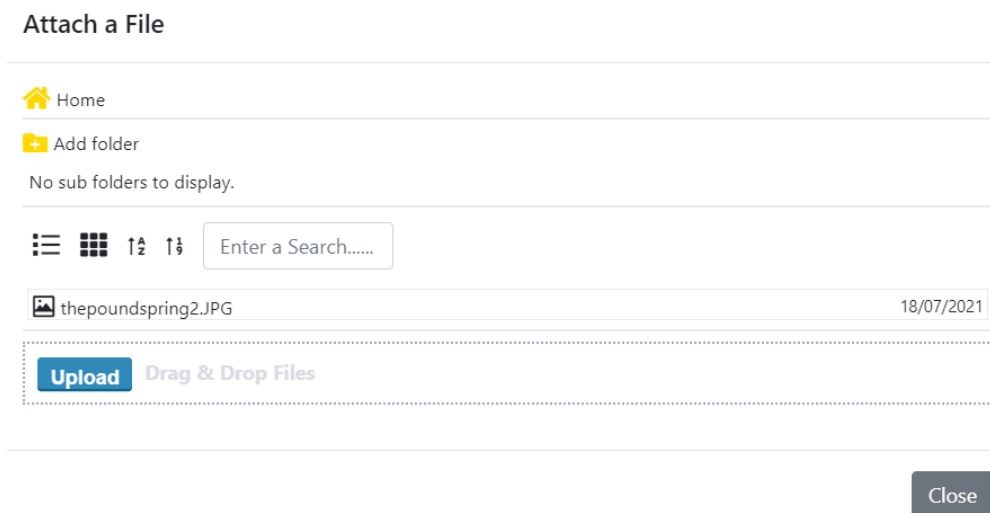 Attach a File
Home
Add folder
No sub folders to display.
Enter a Search......
thepoundspring2.JPG 18/07/2021
Upload Drag & Drop Files
Close